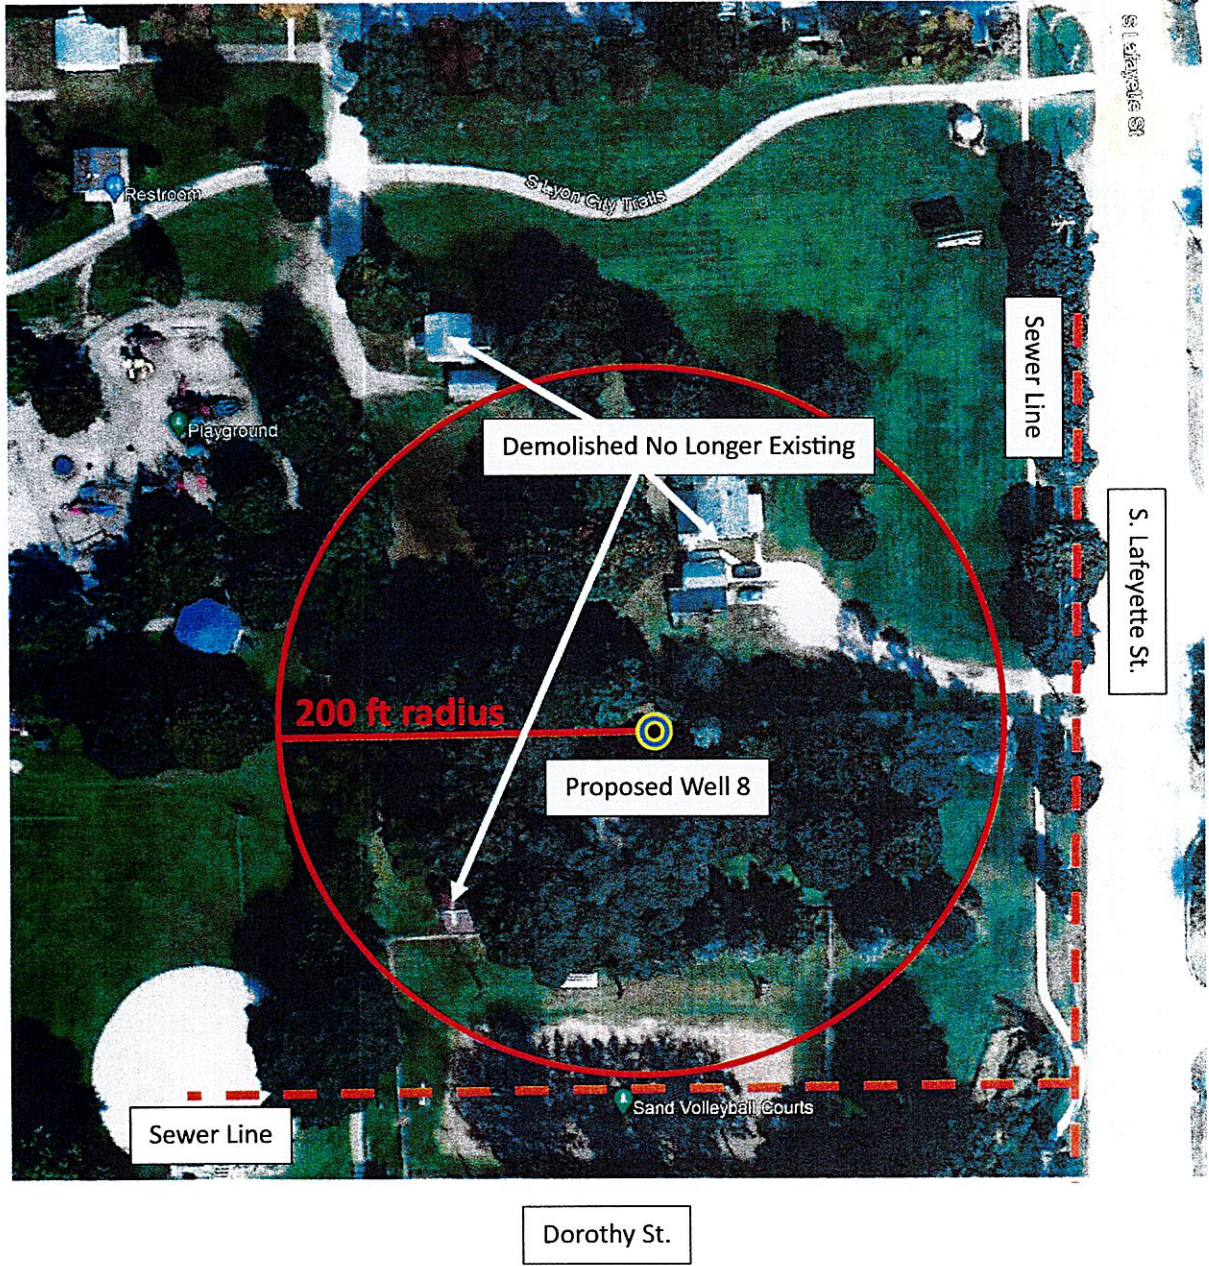 S Lafayette St
Restroom
S Lyon City Trails
Sewer Line
Playground
Demolished No Longer Existing
S. Lafeyette St.
200 ft radius
Proposed Well 8
Sand Volleyball Courts
Sewer Line
Dorothy St.